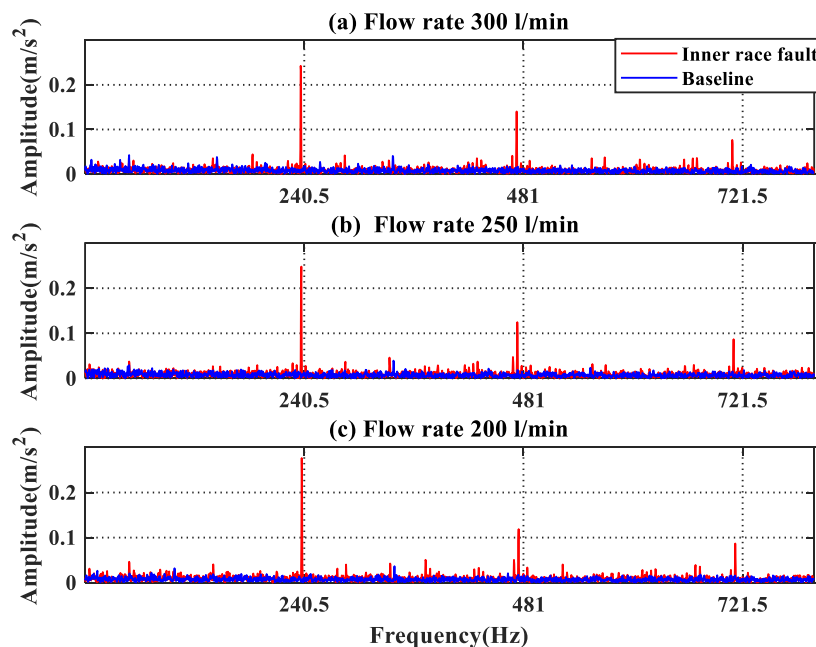 (a) Flow rate 300 l/min
Inner race fault
Baseline
Amplitude(m/s²)
0.2
0.1
0
240.5 481 721.5
(b) Flow rate 250 l/min
Amplitude(m/s²)
0.2
0.1
0
240.5 481 721.5
(c) Flow rate 200 l/min
Amplitude(m/s²)
0.2
0.1
0
240.5 481 721.5
Frequency(Hz)